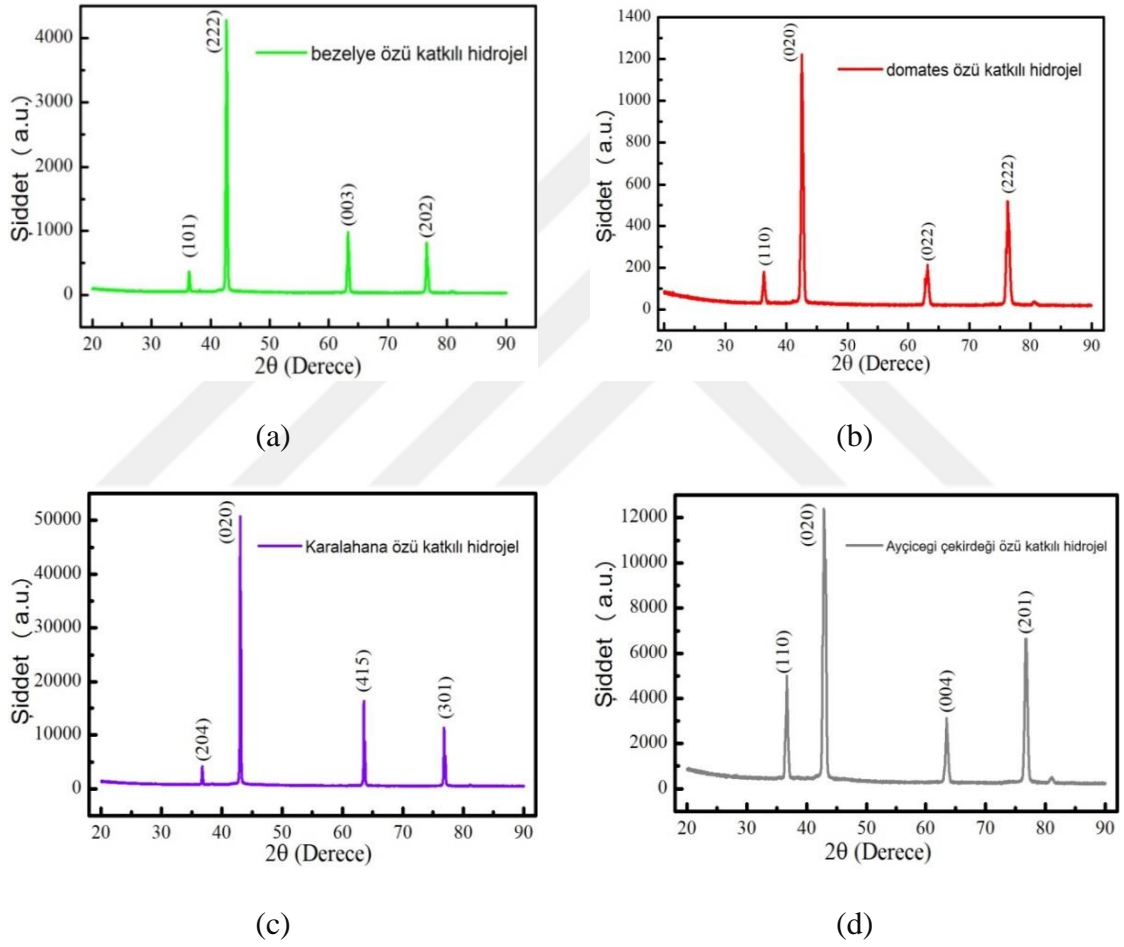 (222)
bezelye özü katkılı hidrojel
(101)
(003)
(202)
Şiddet ( a.u.)
4000
3000
2000
1000
0
20 30 40 50 60 70 80 90
2θ (Derece)
(a)
(020)
domates özü katkılı hidrojel
(110)
(022)
(222)
Şiddet ( a.u.)
1400
1200
1000
800
600
400
200
0
20 30 40 50 60 70 80 90
2θ (Derece)
(b)
(020)
Karalahana özü katkılı hidrojel
(204)
(415)
(301)
Şiddet ( a.u.)
50000
40000
30000
20000
10000
0
20 30 40 50 60 70 80 90
2θ (Derece)
(c)
(020)
Ayçicegi çekirdeği özü katkılı hidrojel
(110)
(004)
(201)
Şiddet ( a.u.)
12000
10000
8000
6000
4000
2000
0
20 30 40 50 60 70 80 90
2θ (Derece)
(d)